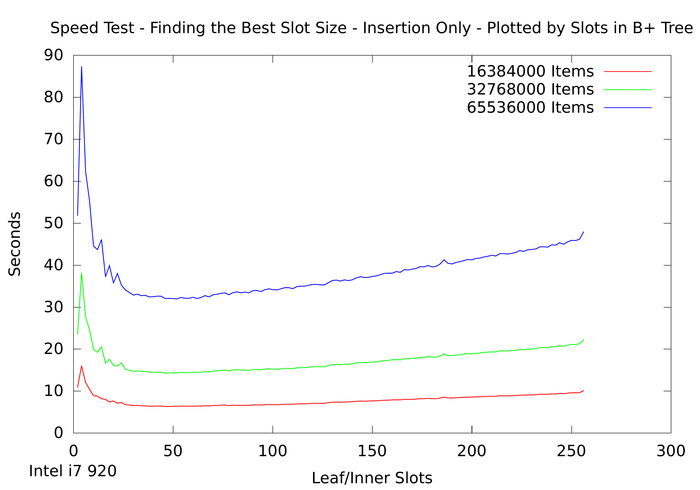 Speed Test - Finding the Best Slot Size - Insertion Only - Plotted by Slots in B+ Tree
90
80
70
60
50
40
30
20
10
0
Seconds
16384000 Items
32768000 Items
65536000 Items
0 50 100 150 200 250 300
Intel i7 920
Leaf/Inner Slots